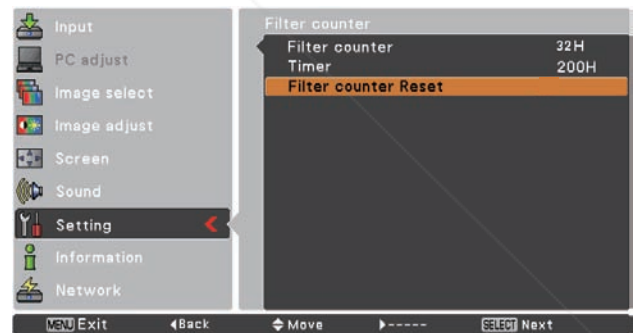 Input
PC adjust
Image select
Image adjust
Screen
Sound
Setting
Information
Network
Filter counter
Filter counter 32H
Timer 200H
Filter counter Reset
MENU Exit Back Move ----- SELECT Next